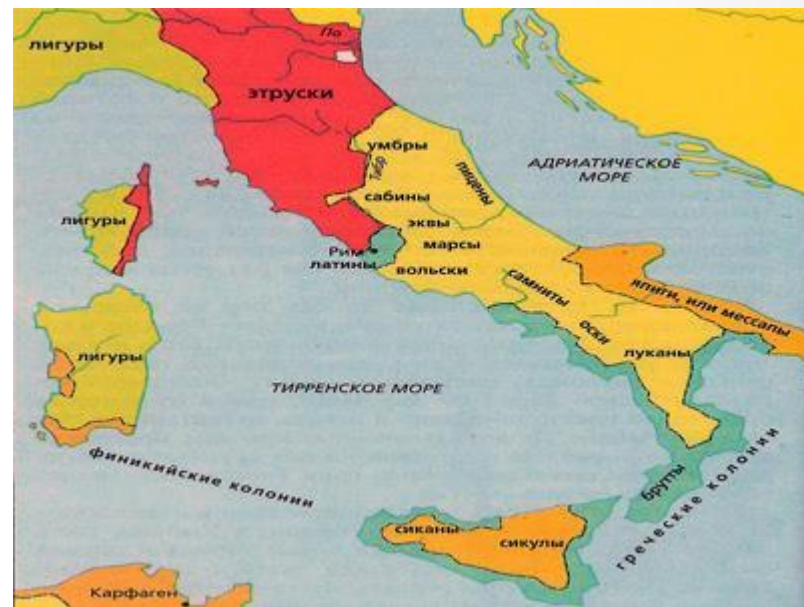 лигуры
По
этруски
умбры
Тибр
пицены
АДРИАТИЧЕСКОЕ
МОРЕ
сабины
лигуры
эквы
марсы
Рим
латины
вольски
самниты
оски
япиги, или мессапы
луканы
лигуры
ТИРРЕНСКОЕ МОРЕ
финикийские колонии
брутты
греческие колонии
сиканы
сикулы
Карфаген